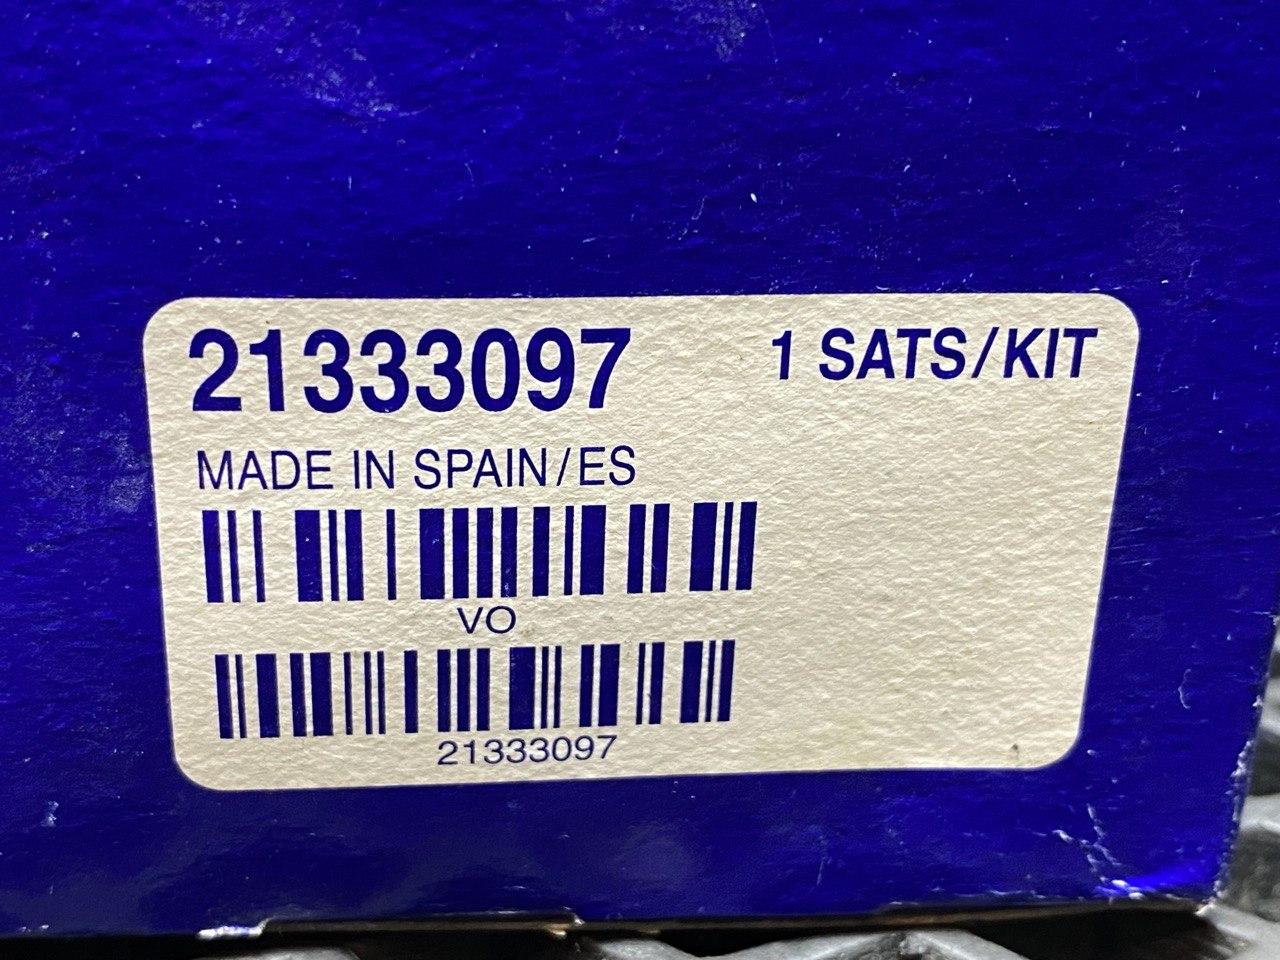 21333097 1 SATS/KIT
MADE IN SPAIN/ES
VO
21333097